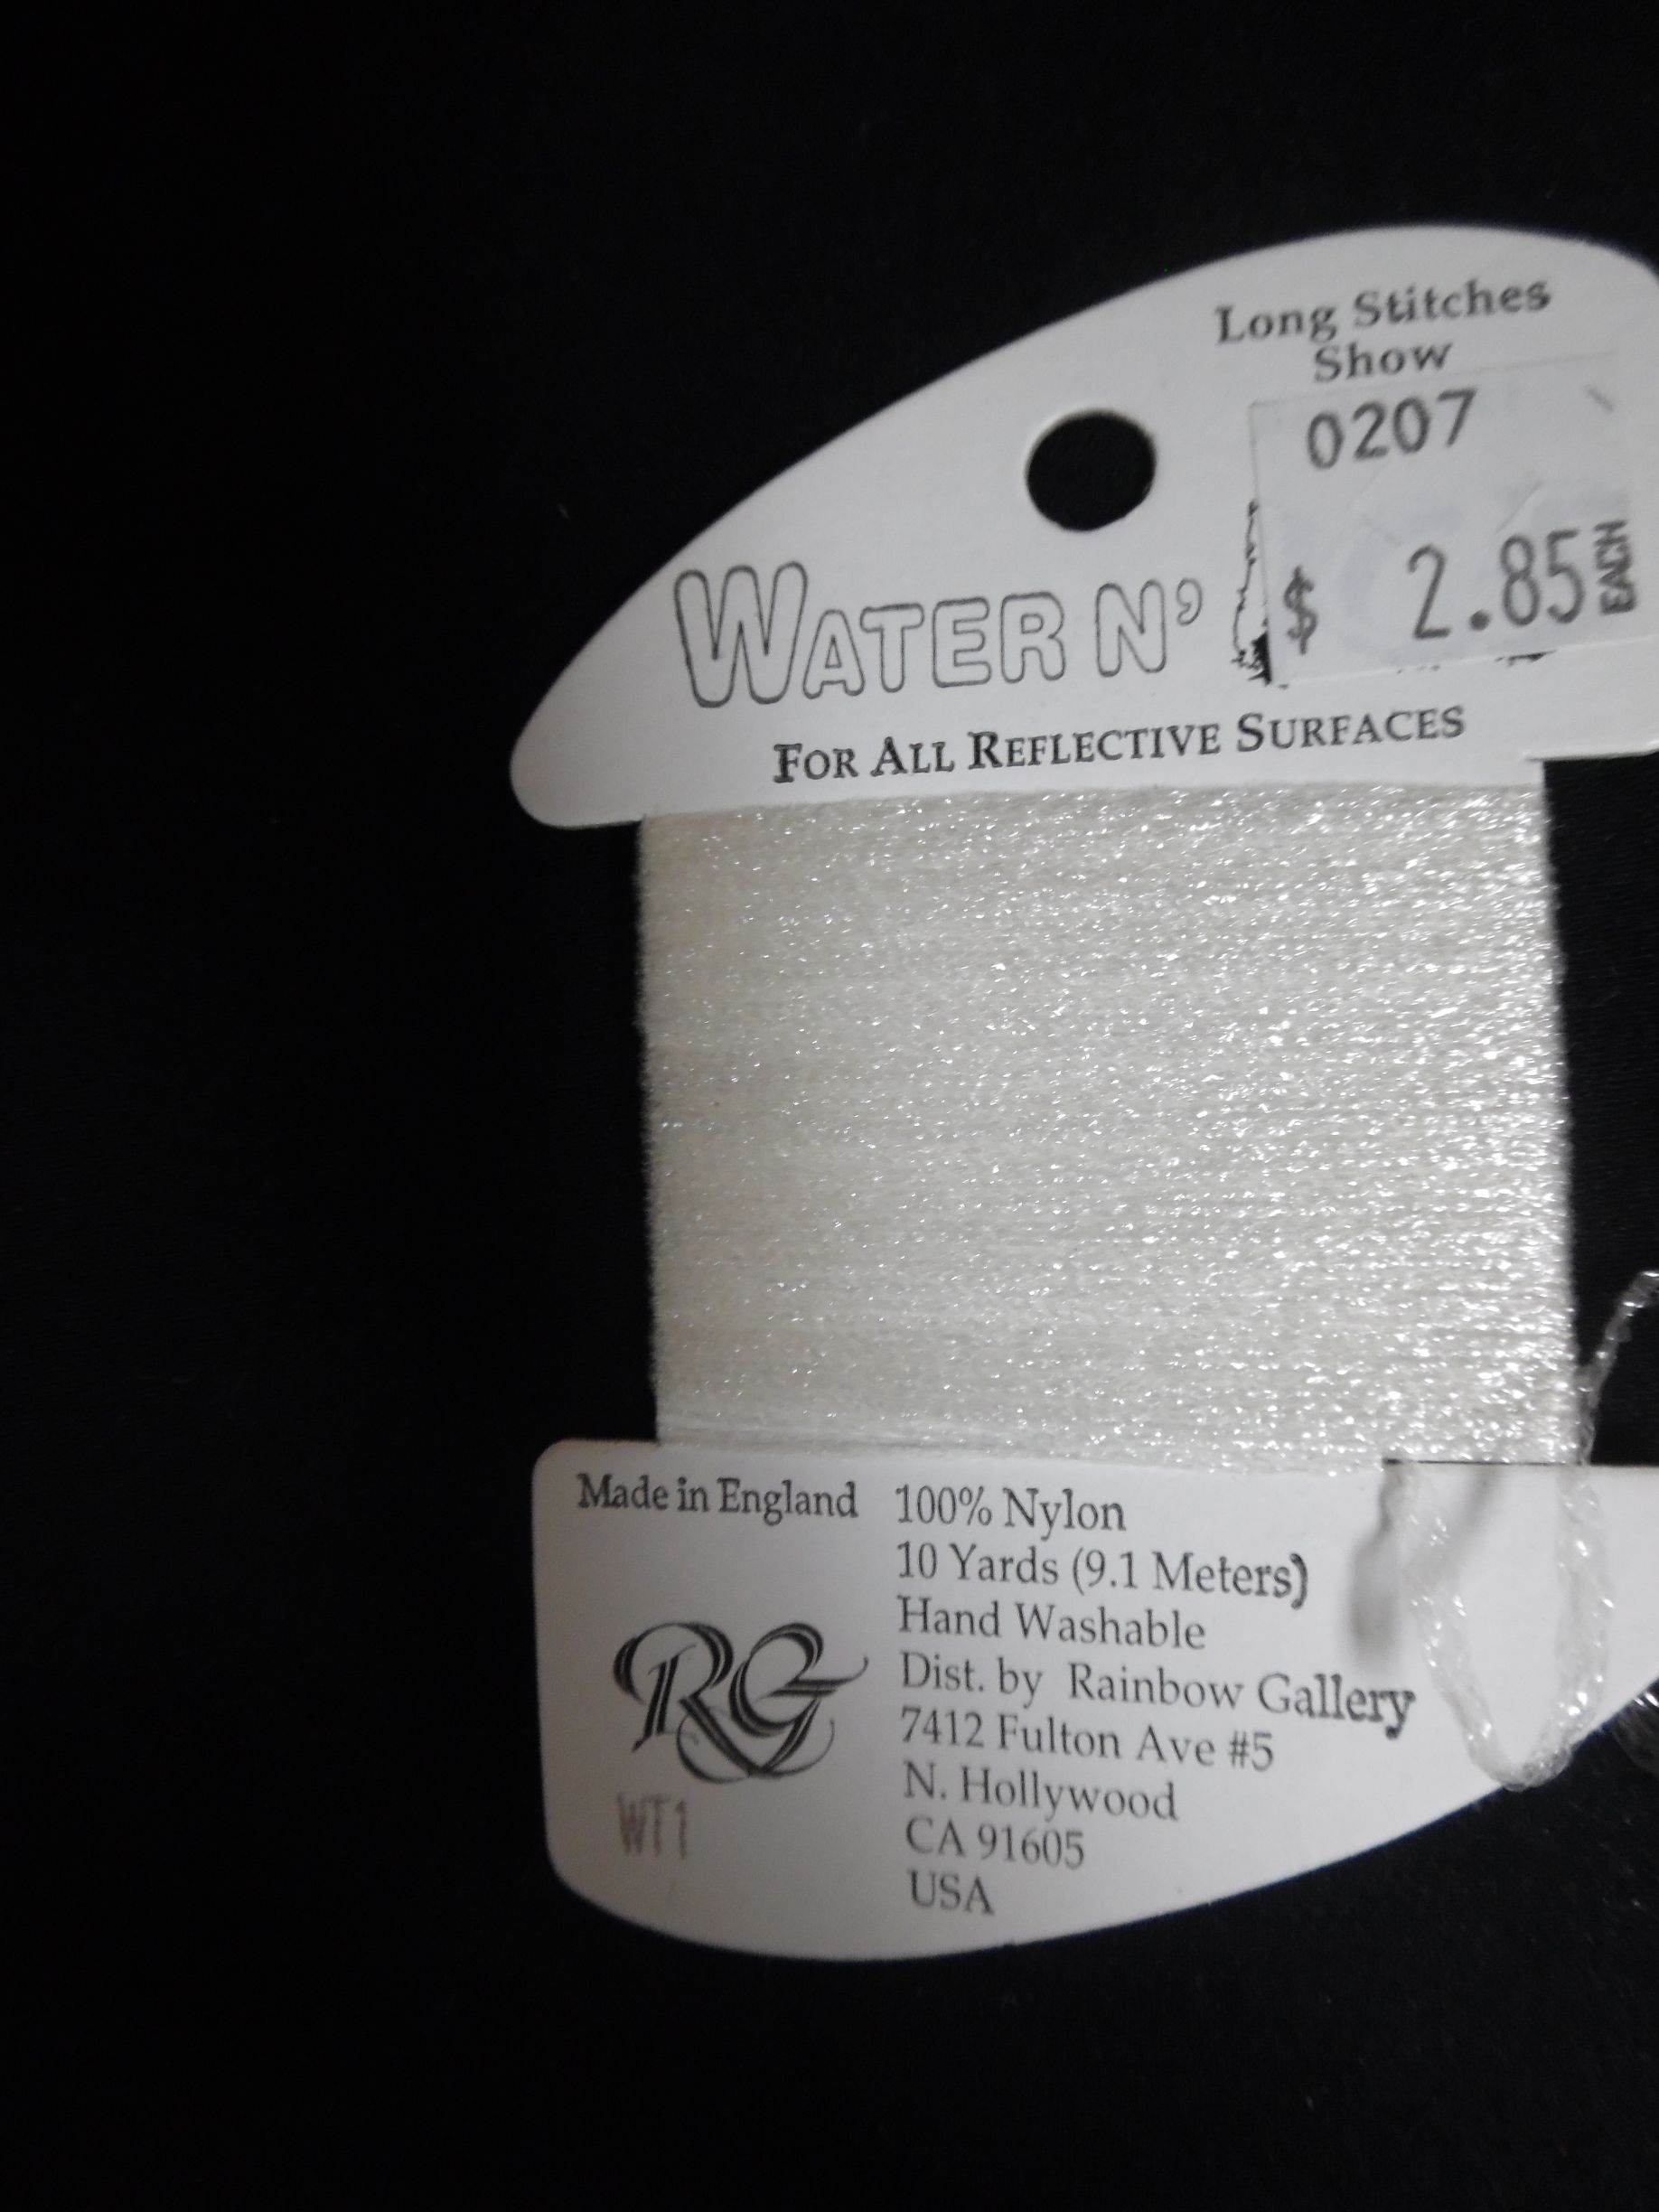 Long Stitches
Show
0207
$ 2.85 EACH
WATER N'
FOR ALL REFLECTIVE SURFACES
Made in England
100% Nylon
10 Yards (9.1 Meters)
Hand Washable
Dist. by Rainbow Gallery
7412 Fulton Ave #5
N. Hollywood
CA 91605
USA
RG
WT1